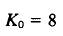 K₀ = 8